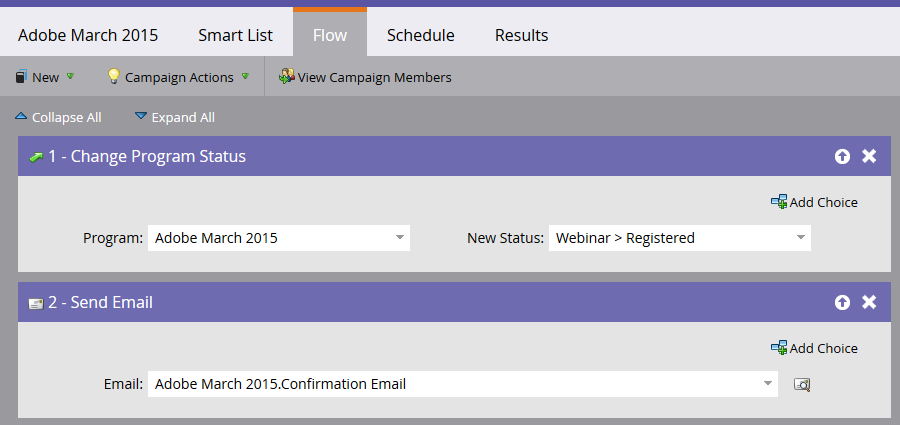 Adobe March 2015 Smart List Flow Schedule Results
New Campaign Actions View Campaign Members
Collapse All Expand All
1 - Change Program Status
Add Choice
Program: Adobe March 2015 New Status: Webinar > Registered
2 - Send Email
Add Choice
Email: Adobe March 2015.Confirmation Email